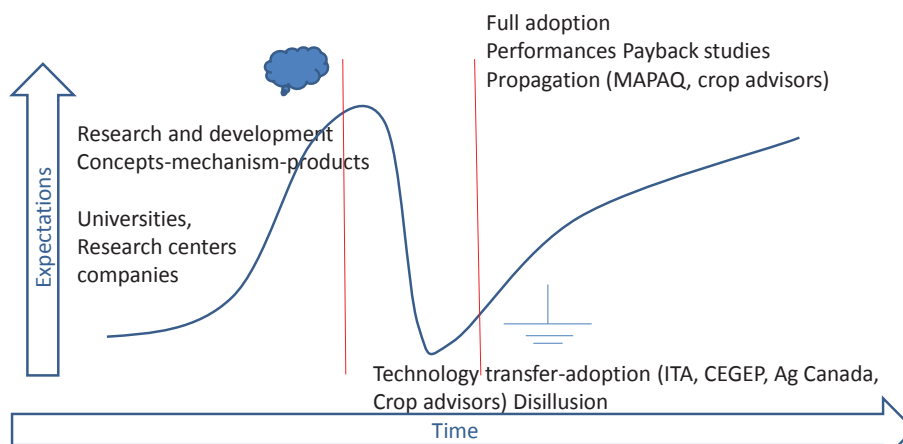 Full adoption
Performances Payback studies
Propagation (MAPAQ, crop advisors)
Research and development
Concepts-mechanism-products
Universities,
Research centers
companies
Expectations
Technology transfer-adoption (ITA, CEGEP, Ag Canada,
Crop advisors) Disillusion
Time